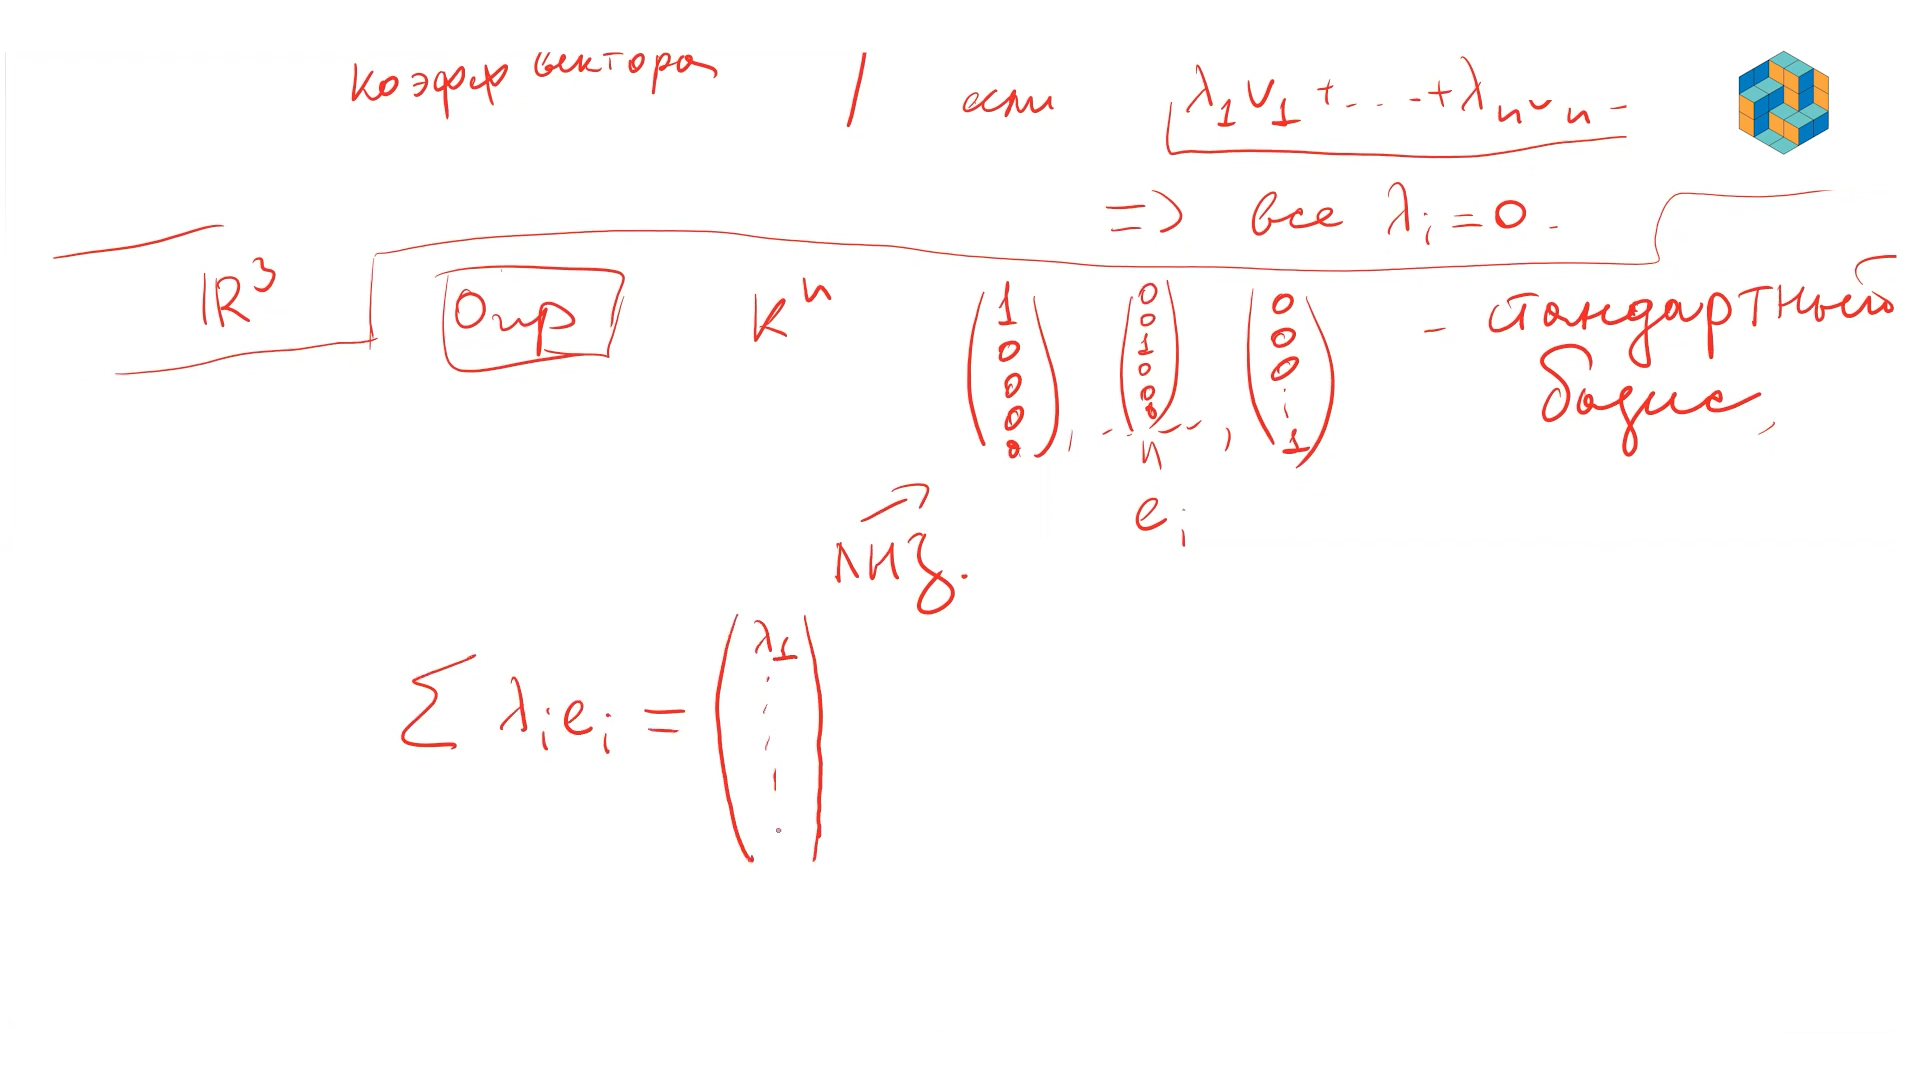 коэфф вектора / если λ₁v₁ + ... + λₙvₙ =
=> все λᵢ = 0.
ℝ³
Опр Kⁿ (1 0 0 0 0), ..., (0 0 1 0 0 0), (0 0 0 ⋮ 1) - стандартный
базис,
n
eᵢ
ЛНЗ.
∑ λᵢeᵢ = (λ₁ ⋮)